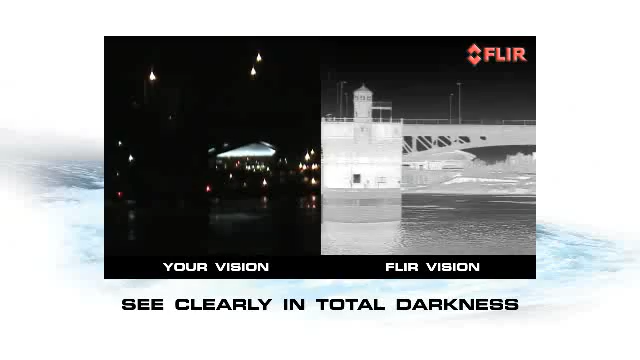 FLIR
YOUR VISION
FLIR VISION
SEE CLEARLY IN TOTAL DARKNESS